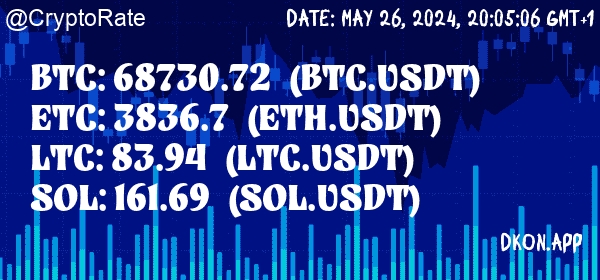 @CryptoRate
DATE: MAY 26, 2024, 20:05:06 GMT+1
BTC: 68730.72 (BTC.USDT)
ETC: 3836.7 (ETH.USDT)
LTC: 83.94 (LTC.USDT)
SOL: 161.69 (SOL.USDT)
DKON.APP